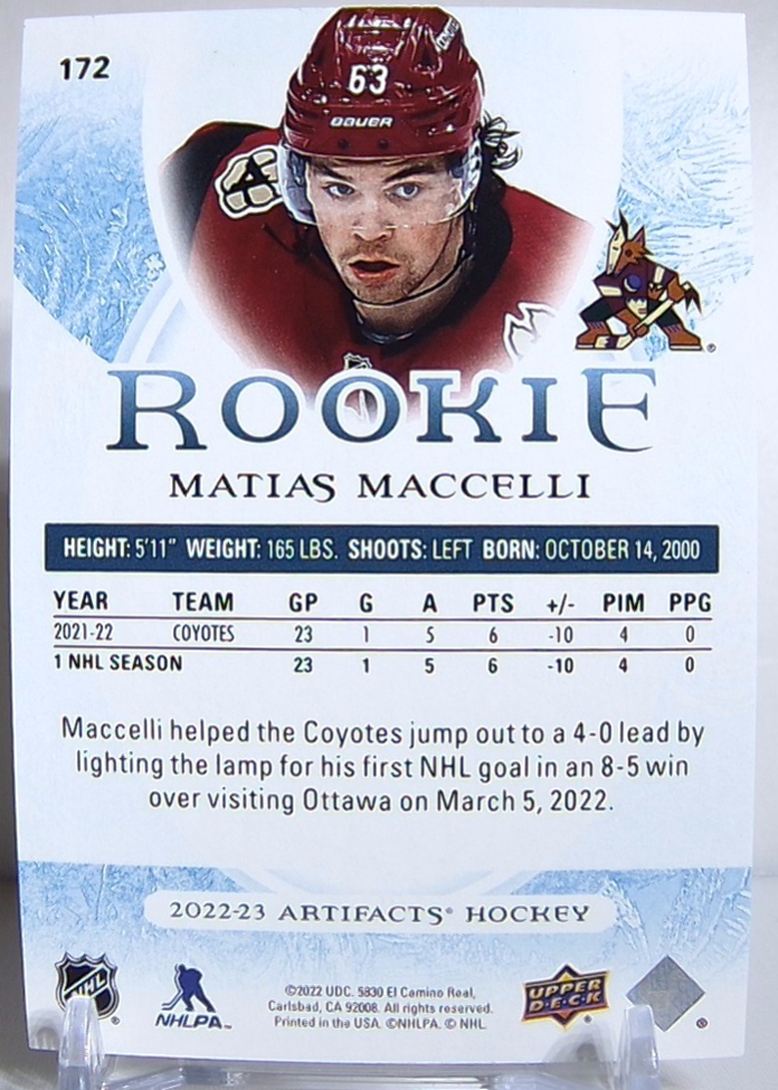 172
63
BAUER
ROOKIE
MATIAS MACCELLI
HEIGHT: 5'11" WEIGHT: 165 LBS. SHOOTS: LEFT BORN: OCTOBER 14, 2000
YEAR TEAM GP G A PTS +/- PIM PPG
2021-22 COYOTES 23 1 5 6 -10 4 0
1 NHL SEASON 23 1 5 6 -10 4 0
Maccelli helped the Coyotes jump out to a 4-0 lead by
lighting the lamp for his first NHL goal in an 8-5 win
over visiting Ottawa on March 5, 2022.
2022-23 ARTIFACTS® HOCKEY
NHL ®
NHLPA™
©2022 UDC. 5830 El Camino Real,
Carlsbad, CA 92008. All rights reserved.
Printed in the USA. ©NHLPA. © NHL.
UPPER
DECK ®